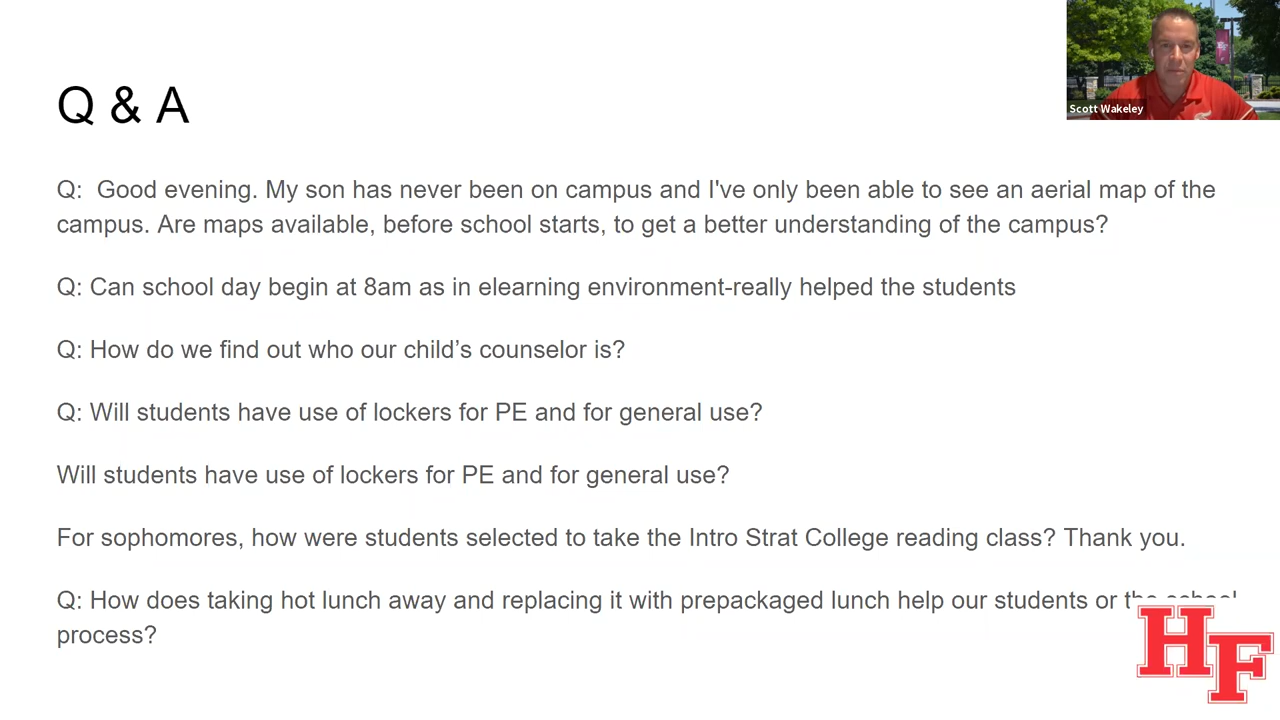 Scott Wakeley
Q & A
Q:  Good evening. My son has never been on campus and I've only been able to see an aerial map of the
campus. Are maps available, before school starts, to get a better understanding of the campus?
Q: Can school day begin at 8am as in elearning environment-really helped the students
Q: How do we find out who our child’s counselor is?
Q: Will students have use of lockers for PE and for general use?
Will students have use of lockers for PE and for general use?
For sophomores, how were students selected to take the Intro Strat College reading class? Thank you.
Q: How does taking hot lunch away and replacing it with prepackaged lunch help our students or the school
process?
HF